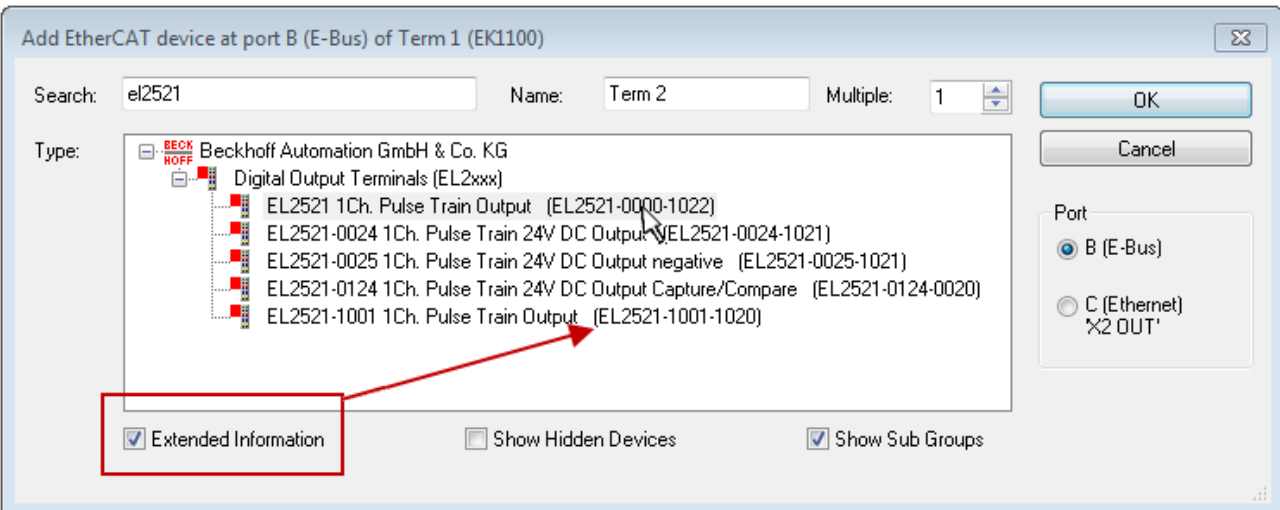 Add EtherCAT device at port B (E-Bus) of Term 1 (EK1100)
Search: el2521 Name: Term 2 Multiple: 1 OK
Type: BECK HOFF Beckhoff Automation GmbH & Co. KG Cancel
Digital Output Terminals (EL2xxx)
EL2521 1Ch. Pulse Train Output (EL2521-0000-1022) Port
EL2521-0024 1Ch. Pulse Train 24V DC Output (EL2521-0024-1021)
B (E-Bus)
EL2521-0025 1Ch. Pulse Train 24V DC Output negative (EL2521-0025-1021)
EL2521-0124 1Ch. Pulse Train 24V DC Output Capture/Compare (EL2521-0124-0020)
C (Ethernet)
EL2521-1001 1Ch. Pulse Train Output (EL2521-1001-1020)
'X2 OUT'
Extended Information Show Hidden Devices Show Sub Groups